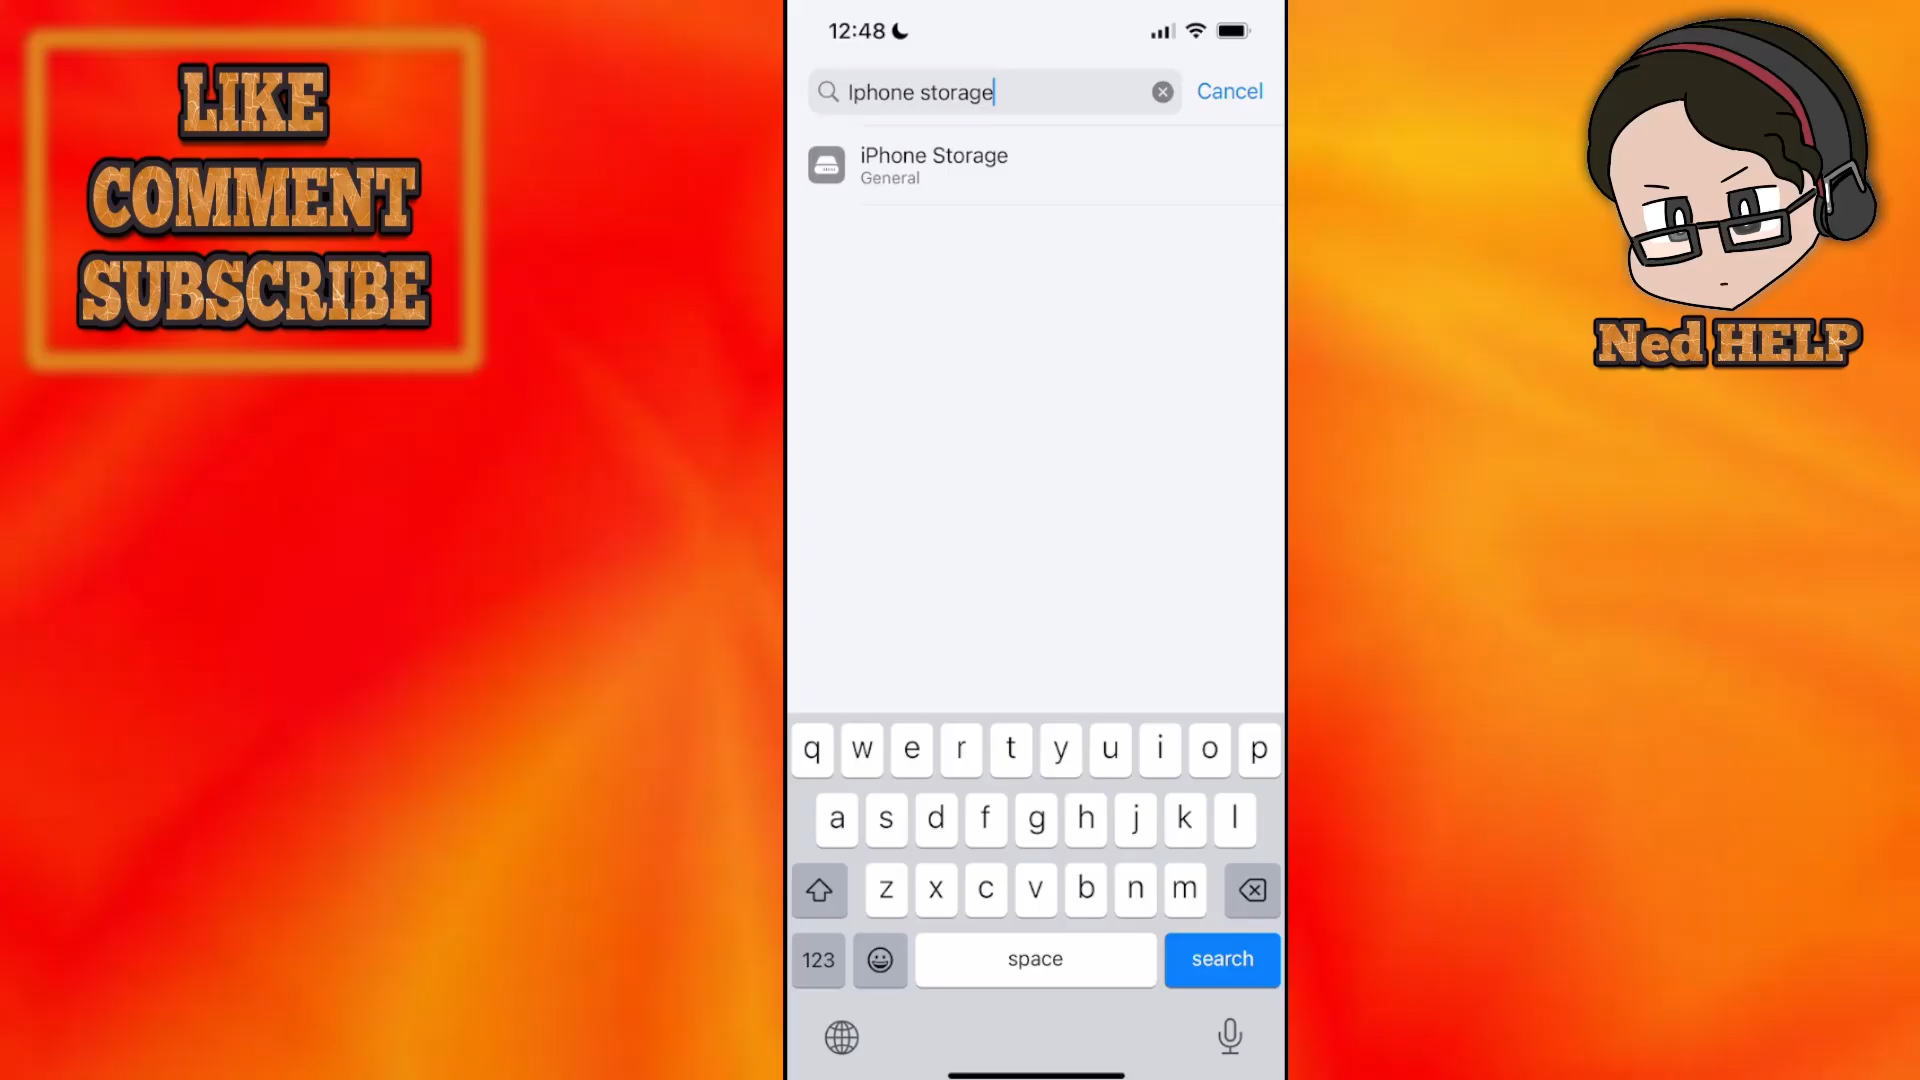 LIKE
COMMENT
SUBSCRIBE
12:48
Iphone storage
Cancel
iPhone Storage
General
q w e r t y u i o p
a s d f g h j k l
z x c v b n m
123 space search
Ned HELP